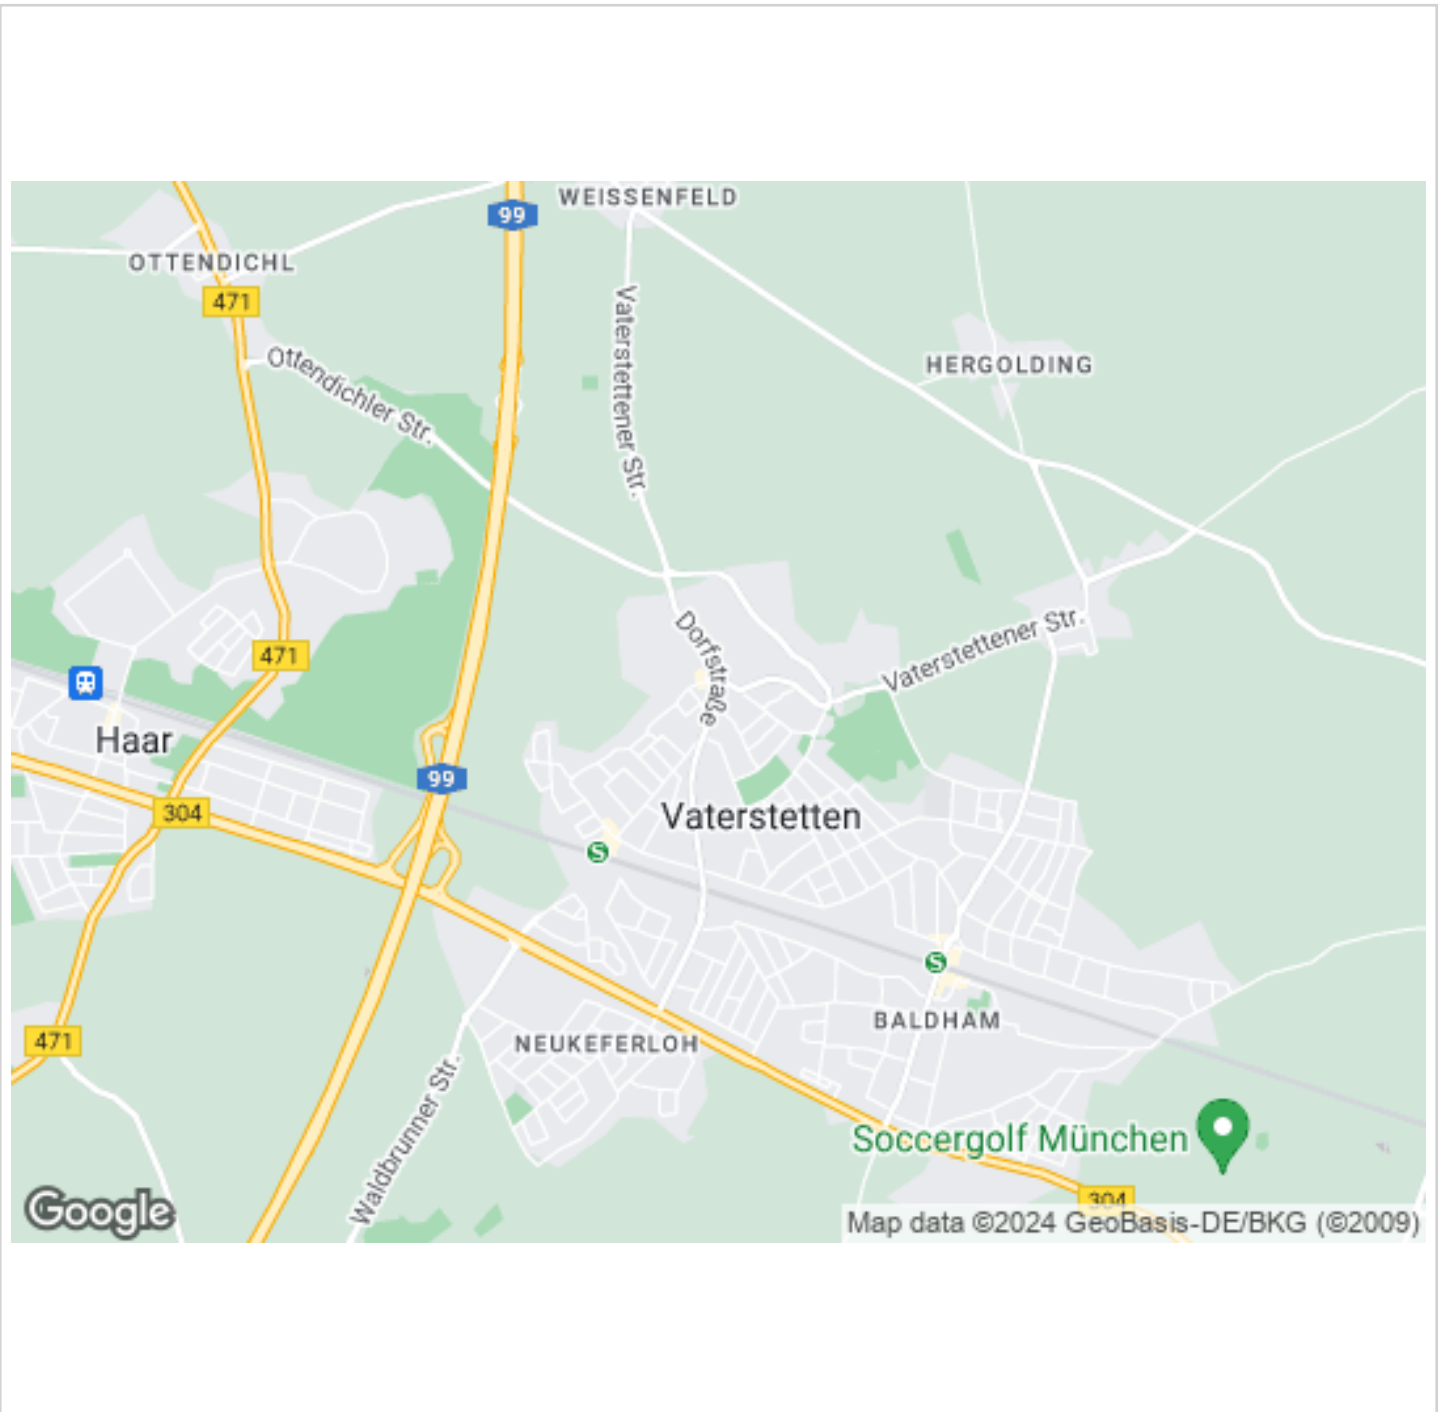 WEISSENFELD
99
OTTENDICHL
471
Ottendichler Str.
Vaterstettener Str.
HERGOLDING
Dorfstraße
Vaterstettener Str.
471
Haar
99
304
Vaterstetten
S
S
BALDHAM
471
NEUKEFERLOH
Waldbrunner Str.
Soccergolf München
304
Google
Map data ©2024 GeoBasis-DE/BKG (©2009)